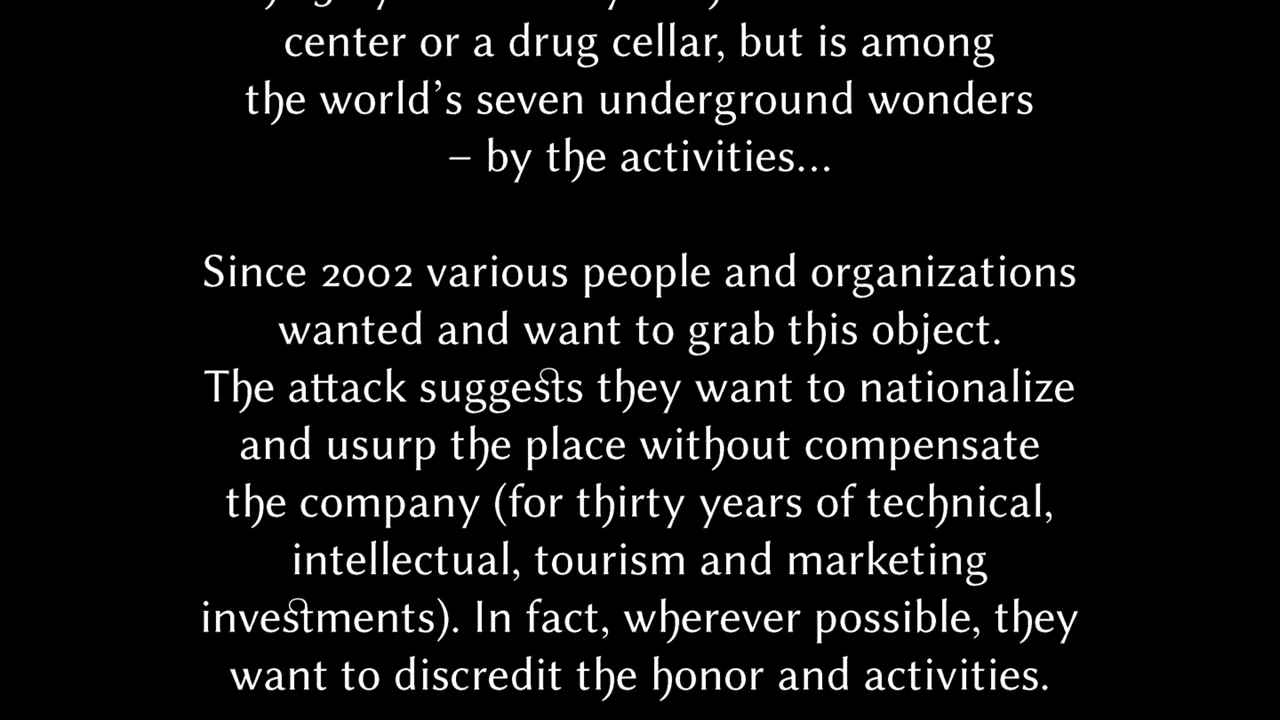 center or a drug cellar, but is among
the world's seven underground wonders
– by the activities...
Since 2002 various people and organizations
wanted and want to grab this object.
The attack suggests they want to nationalize
and usurp the place without compensate
the company (for thirty years of technical,
intellectual, tourism and marketing
investments). In fact, wherever possible, they
want to discredit the honor and activities.